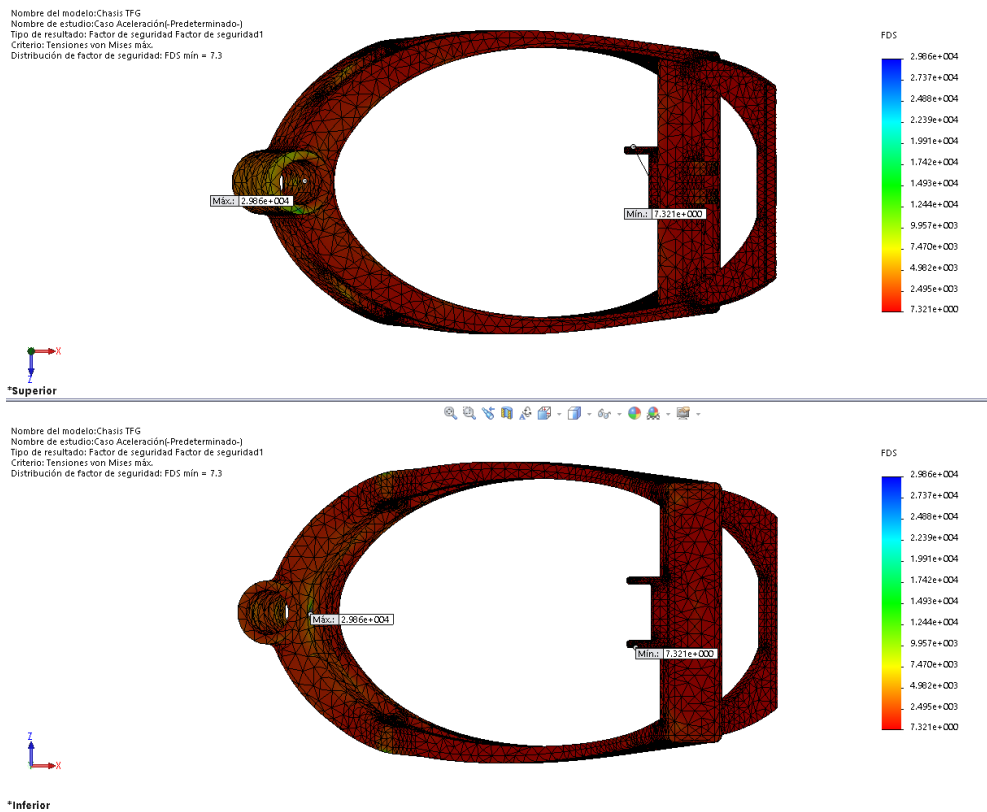 Nombre del modelo:Chasis TFG
Nombre de estudio:Caso Aceleración(-Predeterminado-)
Tipo de resultado: Factor de seguridad Factor de seguridad1
Criterio: Tensiones von Mises máx.
Distribución de factor de seguridad: FDS mín = 7.3
FDS
2.986e+004
2.737e+004
2.488e+004
2.239e+004
1.991e+004
1.742e+004
1.493e+004
1.244e+004
9.957e+003
7.470e+003
4.982e+003
2.495e+003
7.321e+000
Máx.: 2.986e+004
Mín.: 7.321e+000
X
Z
*Superior
Nombre del modelo:Chasis TFG
Nombre de estudio:Caso Aceleración(-Predeterminado-)
Tipo de resultado: Factor de seguridad Factor de seguridad1
Criterio: Tensiones von Mises máx.
Distribución de factor de seguridad: FDS mín = 7.3
FDS
2.986e+004
2.737e+004
2.488e+004
2.239e+004
1.991e+004
1.742e+004
1.493e+004
1.244e+004
9.957e+003
7.470e+003
4.982e+003
2.495e+003
7.321e+000
Máx.: 2.986e+004
Mín.: 7.321e+000
Z
X
*Inferior